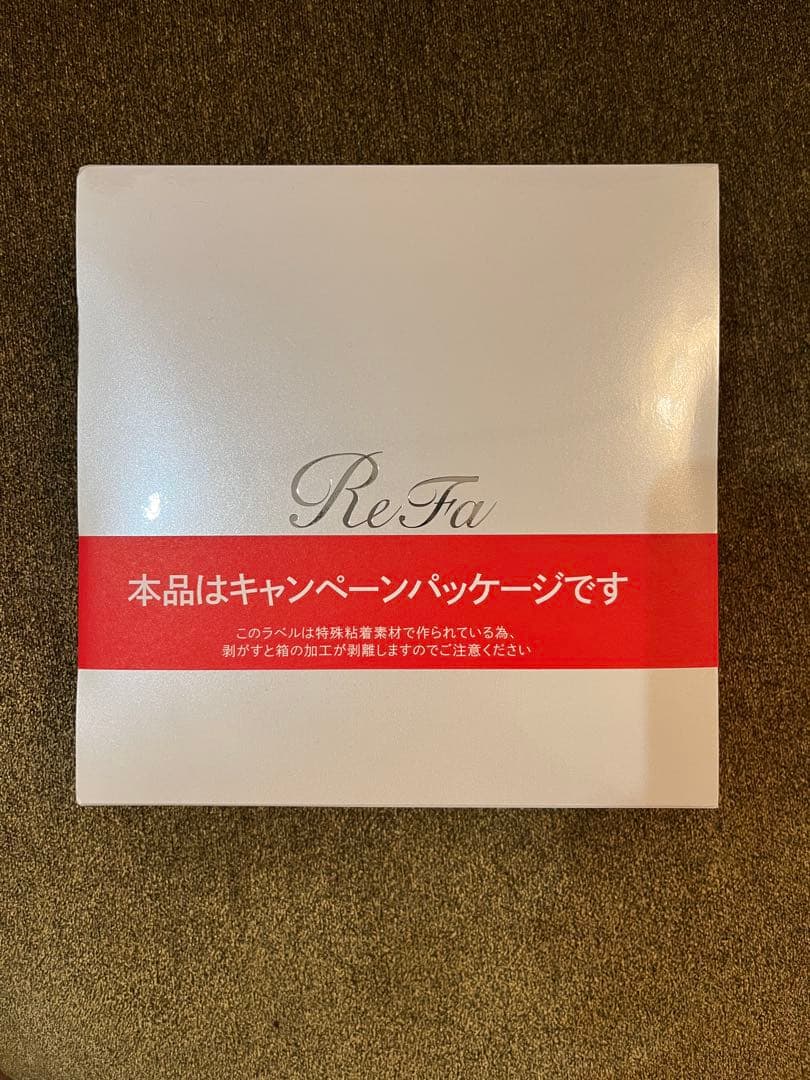 ReFa
本品はキャンペーンパッケージです
このラベルは特殊粘着素材で作られている為、
剥がすと箱の加工が剥離しますのでご注意ください